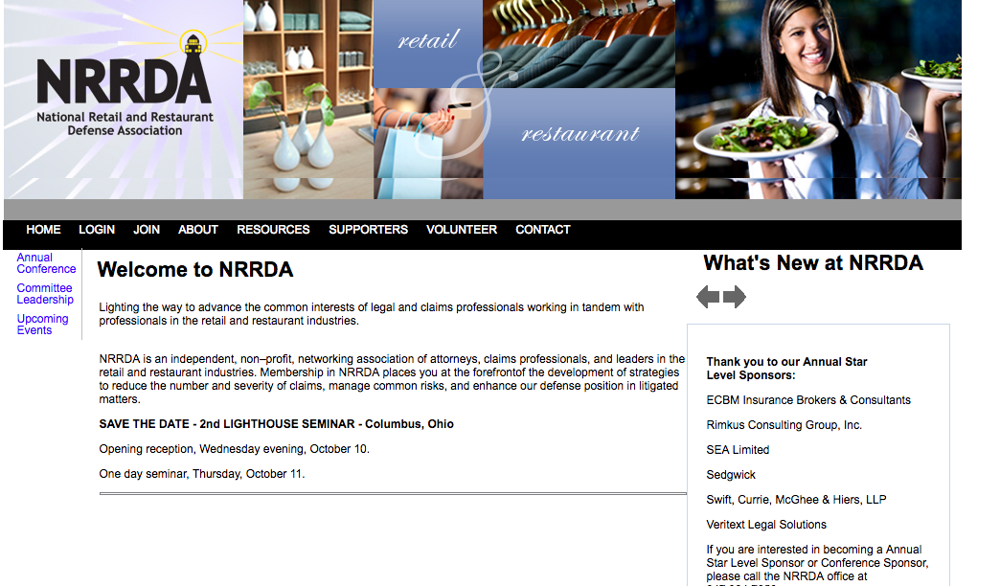 NRRDA
National Retail and Restaurant
Defense Association
retail
&
restaurant
HOME LOGIN JOIN ABOUT RESOURCES SUPPORTERS VOLUNTEER CONTACT
Annual
Conference
Committee
Leadership
Upcoming
Events
Welcome to NRRDA
Lighting the way to advance the common interests of legal and claims professionals working in tandem with
professionals in the retail and restaurant industries.
NRRDA is an independent, non–profit, networking association of attorneys, claims professionals, and leaders in the
retail and restaurant industries. Membership in NRRDA places you at the forefrontof the development of strategies
to reduce the number and severity of claims, manage common risks, and enhance our defense position in litigated
matters.
SAVE THE DATE - 2nd LIGHTHOUSE SEMINAR - Columbus, Ohio
Opening reception, Wednesday evening, October 10.
One day seminar, Thursday, October 11.
What's New at NRRDA
Thank you to our Annual Star
Level Sponsors:
ECBM Insurance Brokers & Consultants
Rimkus Consulting Group, Inc.
SEA Limited
Sedgwick
Swift, Currie, McGhee & Hiers, LLP
Veritext Legal Solutions
If you are interested in becoming a Annual
Star Level Sponsor or Conference Sponsor,
please call the NRRDA office at